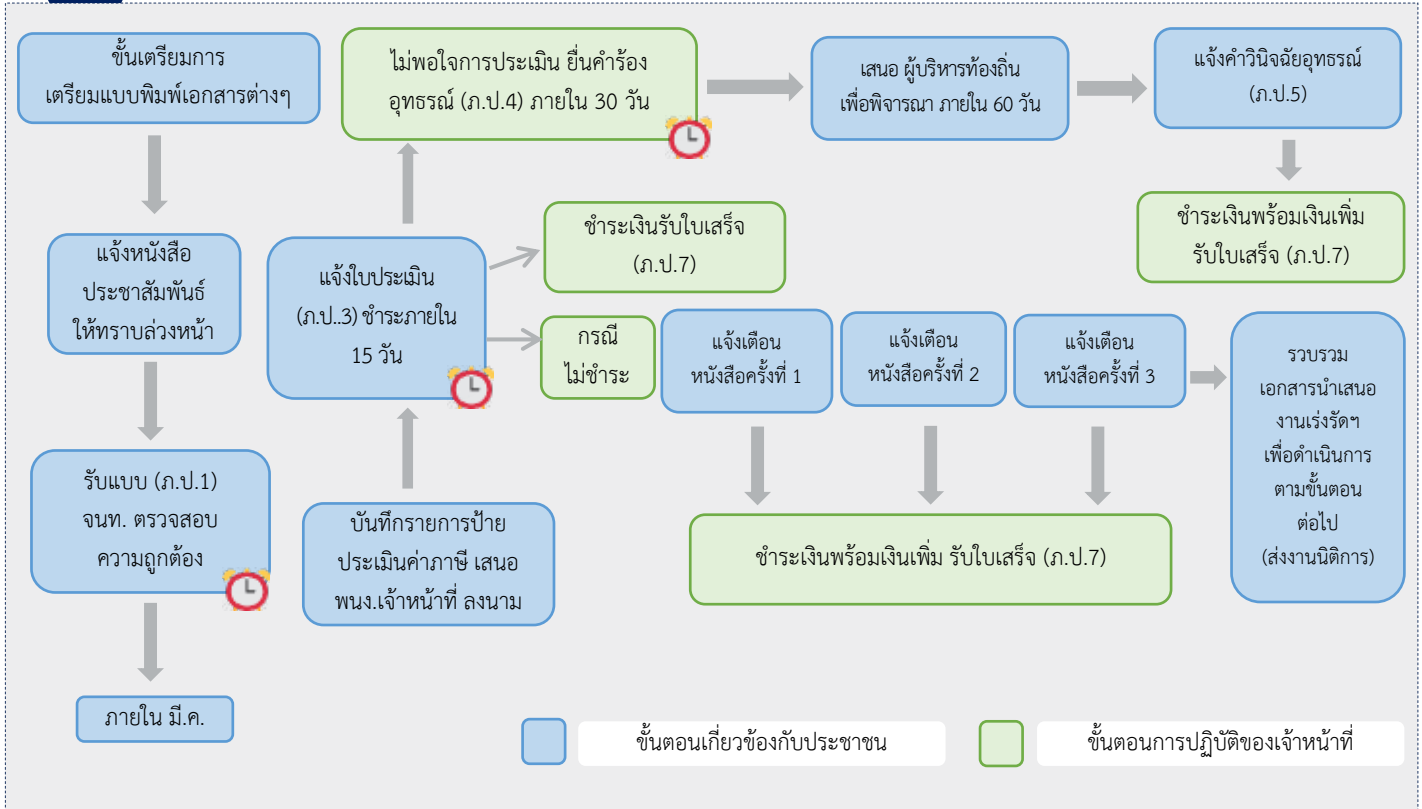 ขั้นเตรียมการ
เตรียมแบบพิมพ์เอกสารต่างๆ
แจ้งหนังสือ
ประชาสัมพันธ์
ให้ทราบล่วงหน้า
รับแบบ (ภ.ป.1)
จนท. ตรวจสอบ
ความถูกต้อง
ภายใน มี.ค.
บันทึกรายการป้าย
ประเมินค่าภาษี เสนอ
พนง.เจ้าหน้าที่ ลงนาม
แจ้งใบประเมิน
(ภ.ป..3) ชำระภายใน
15 วัน
ไม่พอใจการประเมิน ยื่นคำร้อง
อุทธรณ์ (ภ.ป.4) ภายใน 30 วัน
เสนอ ผู้บริหารท้องถิ่น
เพื่อพิจารณา ภายใน 60 วัน
แจ้งคำวินิจฉัยอุทธรณ์
(ภ.ป.5)
ชำระเงินพร้อมเงินเพิ่ม
รับใบเสร็จ (ภ.ป.7)
ชำระเงินรับใบเสร็จ
(ภ.ป.7)
กรณี
ไม่ชำระ
แจ้งเตือน
หนังสือครั้งที่ 1
แจ้งเตือน
หนังสือครั้งที่ 2
แจ้งเตือน
หนังสือครั้งที่ 3
รวบรวม
เอกสารนำเสนอ
งานเร่งรัดฯ
เพื่อดำเนินการ
ตามขั้นตอน
ต่อไป
(ส่งงานนิติการ)
ชำระเงินพร้อมเงินเพิ่ม รับใบเสร็จ (ภ.ป.7)
ขั้นตอนเกี่ยวข้องกับประชาชน
ขั้นตอนการปฏิบัติของเจ้าหน้าที่